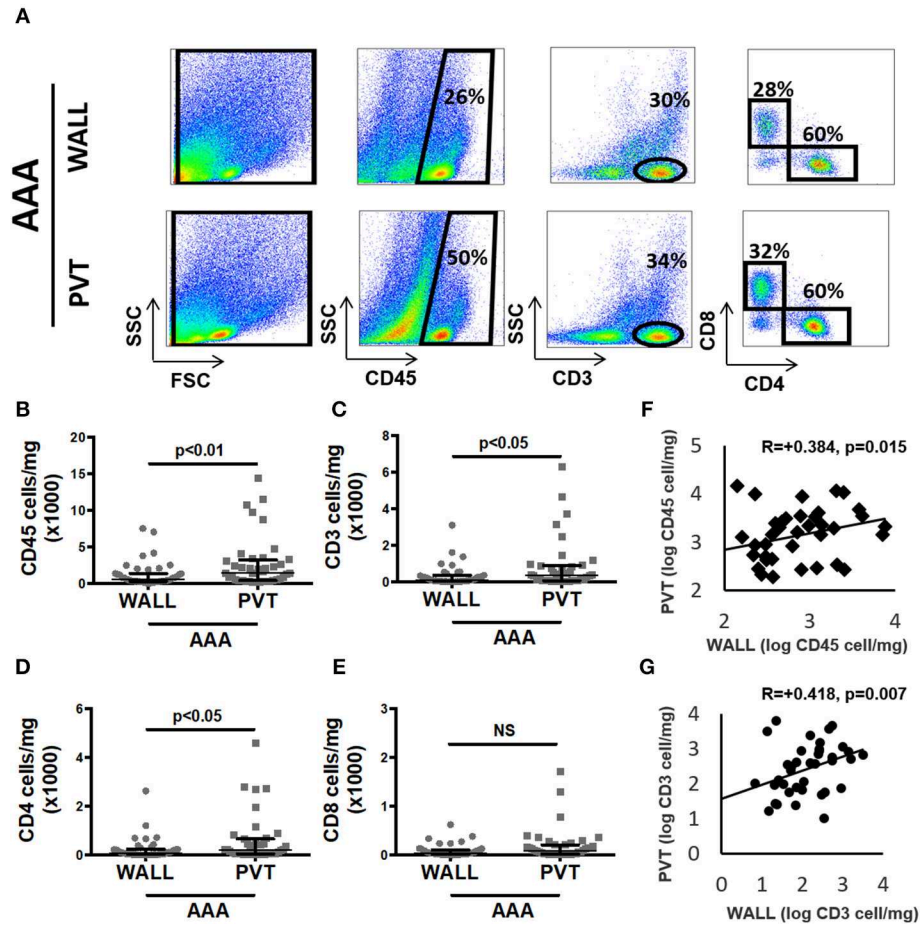 A
AAA
WALL
PVT
26%
30%
28%
60%
50%
34%
32%
60%
SSC
FSC
SSC
CD45
SSC
CD3
CD8
CD4
B
CD45 cells/mg
(x1000)
20
15
10
5
0
p<0.01
WALL PVT
AAA
C
CD3 cells/mg
(x1000)
8
6
4
2
0
p<0.05
WALL PVT
AAA
F
PVT (log CD45 cell/mg)
5
4
3
2
R=+0.384, p=0.015
2 3 4
WALL (log CD45 cell/mg)
D
CD4 cells/mg
(x1000)
6
4
2
0
p<0.05
WALL PVT
AAA
E
CD8 cells/mg
(x1000)
3
2
1
0
NS
WALL PVT
AAA
G
R=+0.418, p=0.007
PVT (log CD3 cell/mg)
4
3
2
1
0
0 1 2 3 4
WALL (log CD3 cell/mg)